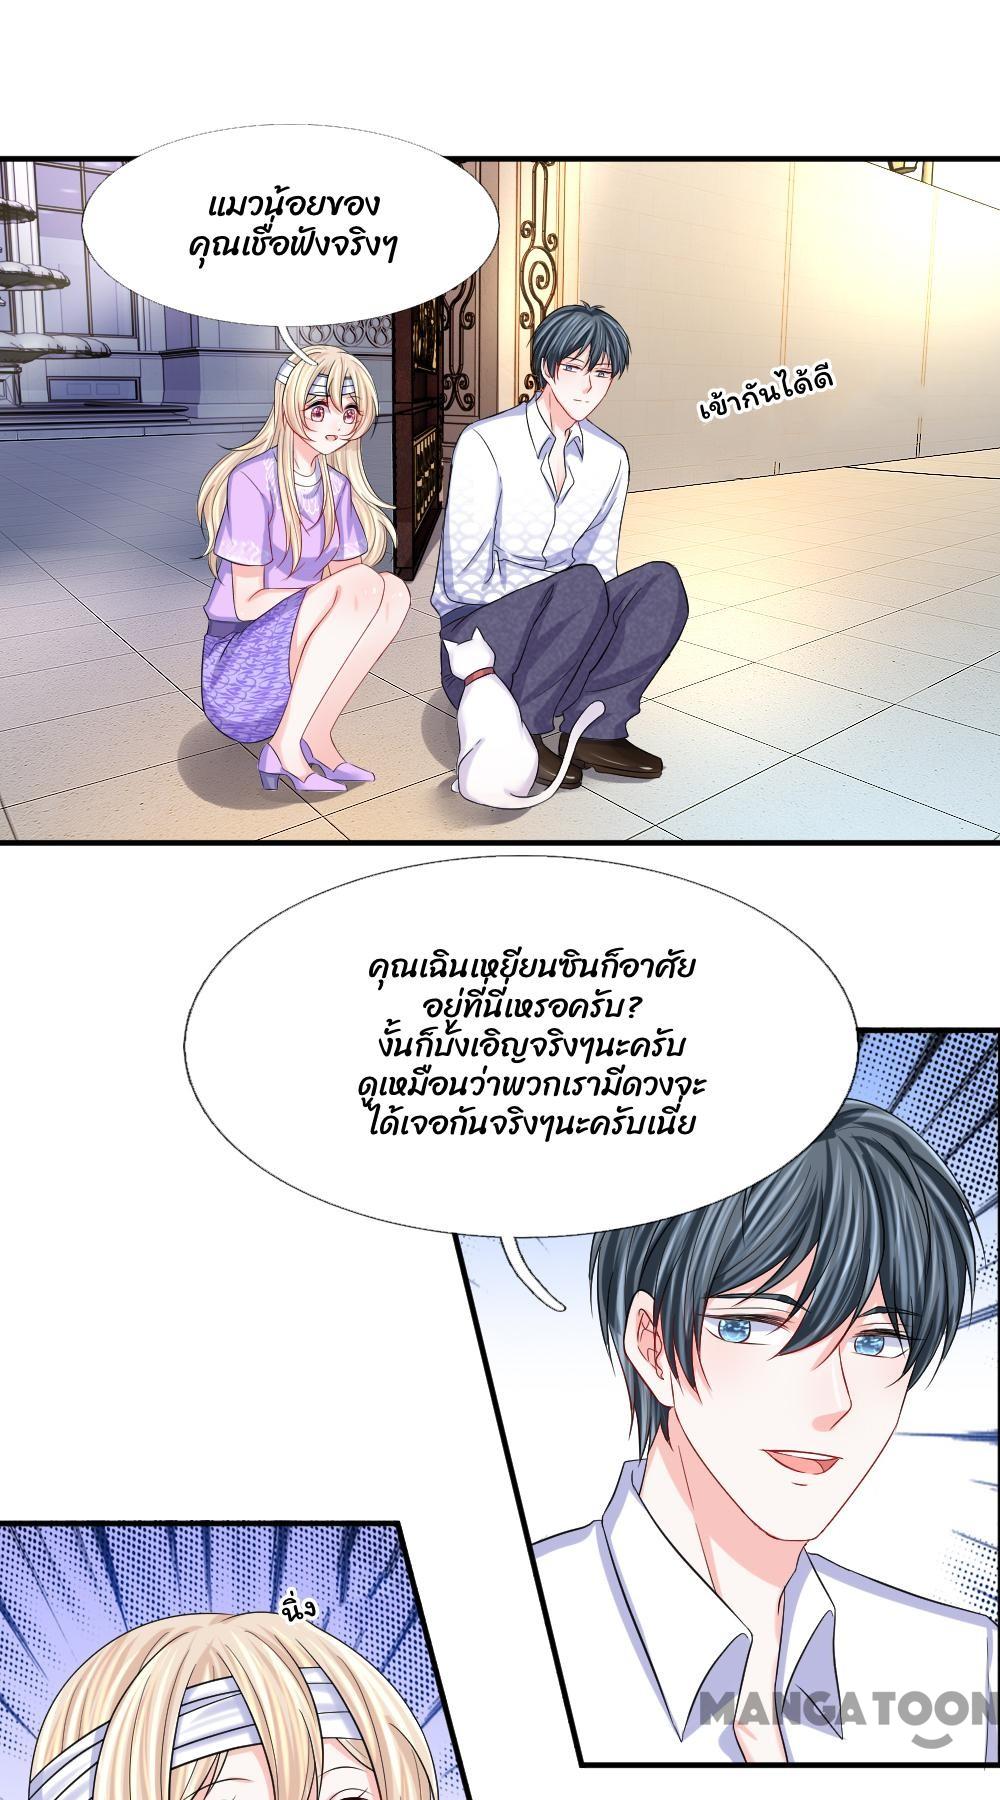 แมวน้อยของ
คุณเชื่อฟังจริงๆ
เข้ากันได้ดี
คุณเฉินเหยียนซินก็อาศัย
อยู่ที่นี่เหรอครับ?
งั้นก็บังเอิญจริงๆนะครับ
ดูเหมือนว่าพวกเรามีดวงจะ
ได้เจอกันจริงๆนะครับเนี่ย
นิ่ง
MANGATOON